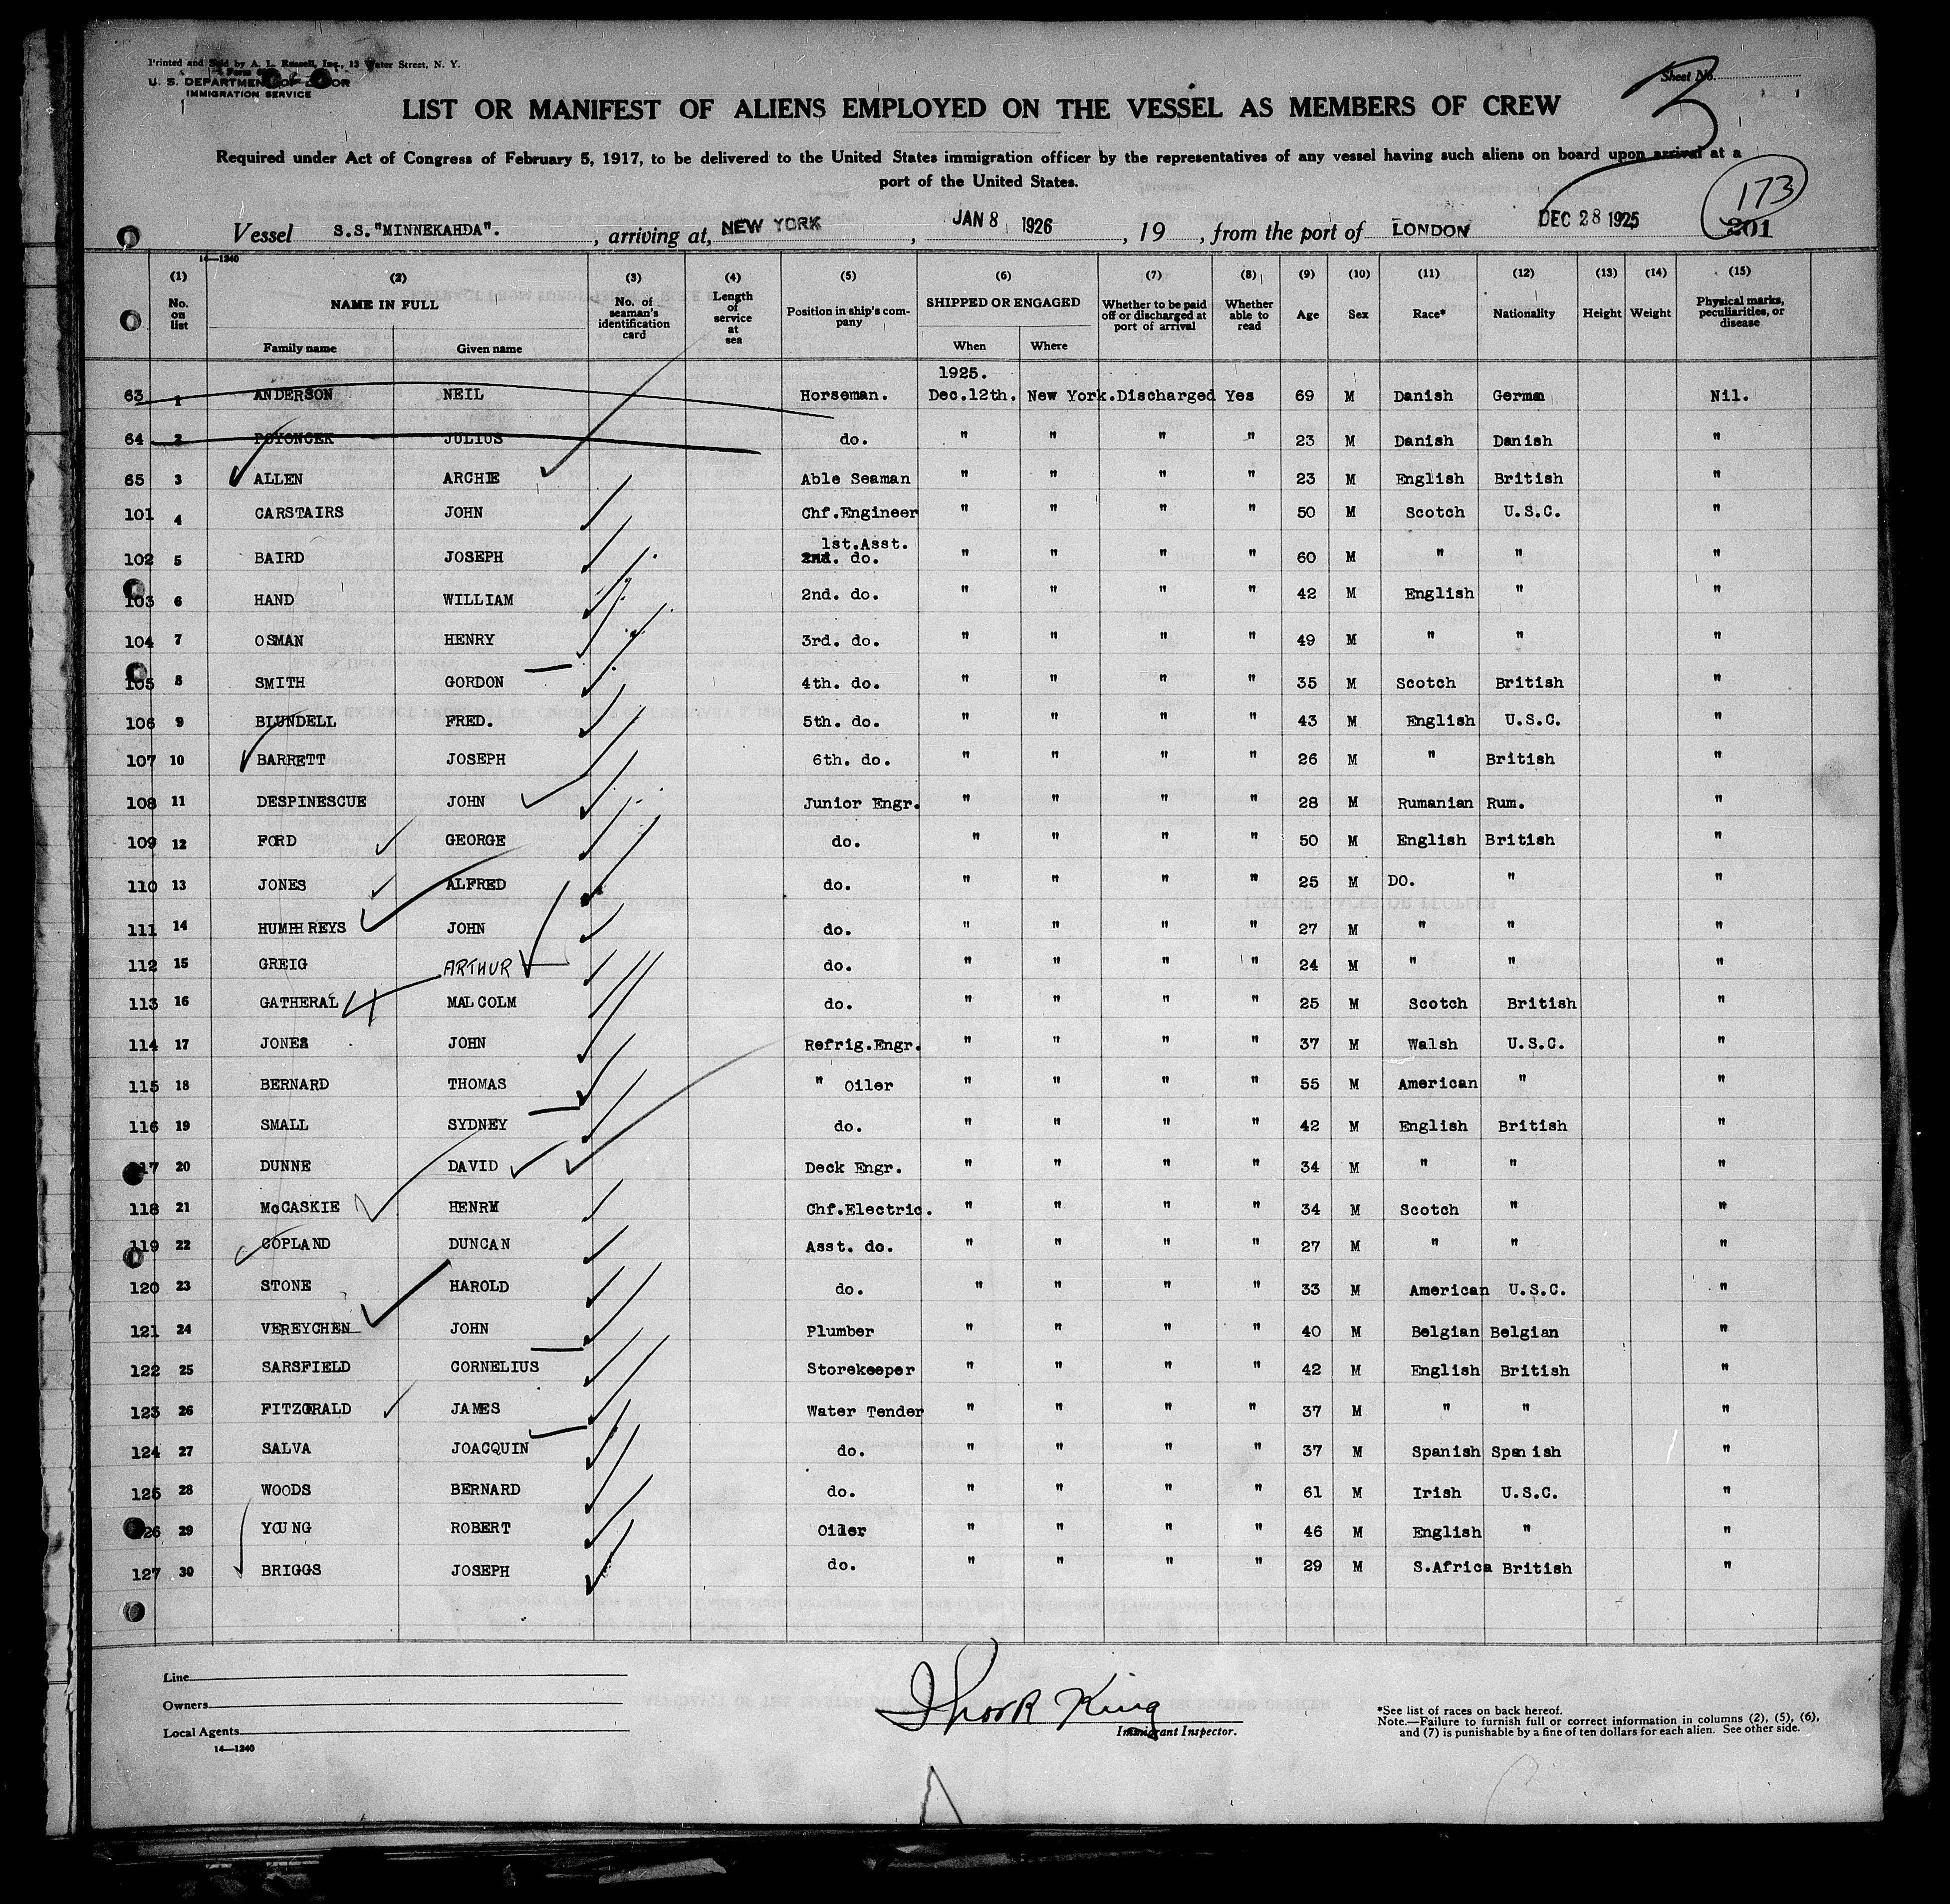 Printed and Sold by A. L. Russell, Inc., 13 Water Street, N. Y.
U. S. DEPARTMENT OF LABOR
IMMIGRATION SERVICE
Sheet No.
3
LIST OR MANIFEST OF ALIENS EMPLOYED ON THE VESSEL AS MEMBERS OF CREW
Required under Act of Congress of February 5, 1917, to be delivered to the United States immigration officer by the representatives of any vessel having such aliens on board upon arrival at a
port of the United States.
173
Vessel S.S."MINNEKAHDA". , arriving at, NEW YORK , JAN 8 1926 , 19 , from the port of LONDON DEC 28 1925 201
14—1240
(1) (2) (3) (4) (5) (6) (7) (8) (9) (10) (11) (12) (13) (14) (15)
No. on list NAME IN FULL No. of seaman's identification card Length of service at sea Position in ship's company SHIPPED OR ENGAGED Whether to be paid off or discharged at port of arrival Whether able to read Age Sex Race* Nationality Height Weight Physical marks, peculiarities, or disease
Family name Given name When Where
1925.
63 1 ANDERSON NEIL Horseman. Dec.12th. New York. Discharged Yes 69 M Danish Germa Nil.
64 2 POYONCEK JULIUS do. " " " " 23 M Danish Danish "
65 3 ALLEN ARCHIE Able Seaman " " " " 23 M English British "
101 4 CARSTAIRS JOHN Chf.Engineer " " " " 50 M Scotch U.S.C. "
1st.Asst.
102 5 BAIRD JOSEPH 2nd. do. " " " " 60 M " " "
103 6 HAND WILLIAM 2nd. do. " " " " 42 M English " "
104 7 OSMAN HENRY 3rd. do. " " " " 49 M " " "
105 8 SMITH GORDON 4th. do. " " " " 35 M Scotch British "
106 9 BLUNDELL FRED. 5th. do. " " " " 43 M English U.S.C. "
107 10 BARRETT JOSEPH 6th. do. " " " " 26 M " British "
108 11 DESPINESCUE JOHN Junior Engr. " " " " 28 M Rumanian Rum. "
109 12 FORD GEORGE do. " " " " 50 M English British "
110 13 JONES ALFRED do. " " " " 25 M DO. " "
111 14 HUMPHREYS JOHN do. " " " " 27 M " " "
112 15 GREIG ARTHUR do. " " " " 24 M " " "
113 16 GATHERAL MALCOLM do. " " " " 25 M Scotch British "
114 17 JONES JOHN Refrig.Engr. " " " " 37 M Walsh U.S.C. "
115 18 BERNARD THOMAS " Oiler " " " " 55 M American " "
116 19 SMALL SYDNEY do. " " " " 42 M English British "
117 20 DUNNE DAVID Deck Engr. " " " " 34 M " " "
118 21 McCASKIE HENRY Chf.Electric. " " " " 34 M Scotch " "
119 22 COPLAND DUNCAN Asst. do. " " " " 27 M " " "
120 23 STONE HAROLD do. " " " " 33 M American U.S.C. "
121 24 VEREYCHEN JOHN Plumber " " " " 40 M Belgian Belgian "
122 25 SARSFIELD CORNELIUS Storekeeper " " " " 42 M English British "
123 26 FITZGRALD JAMES Water Tender " " " " 37 M " " "
124 27 SALVA JOACQUIN do. " " " " 37 M Spanish Spanish "
125 28 WOODS BERNARD do. " " " " 61 M Irish U.S.C. "
126 29 YOUNG ROBERT Oiler " " " " 46 M English " "
127 30 BRIGGS JOSEPH do. " " " " 29 M S.Africa British "
Line
Owners
Local Agents
14—1240
King
Immigrant Inspector.
*See list of races on back hereof.
Note.—Failure to furnish full or correct information in columns (2), (5), (6),
and (7) is punishable by a fine of ten dollars for each alien. See other side.